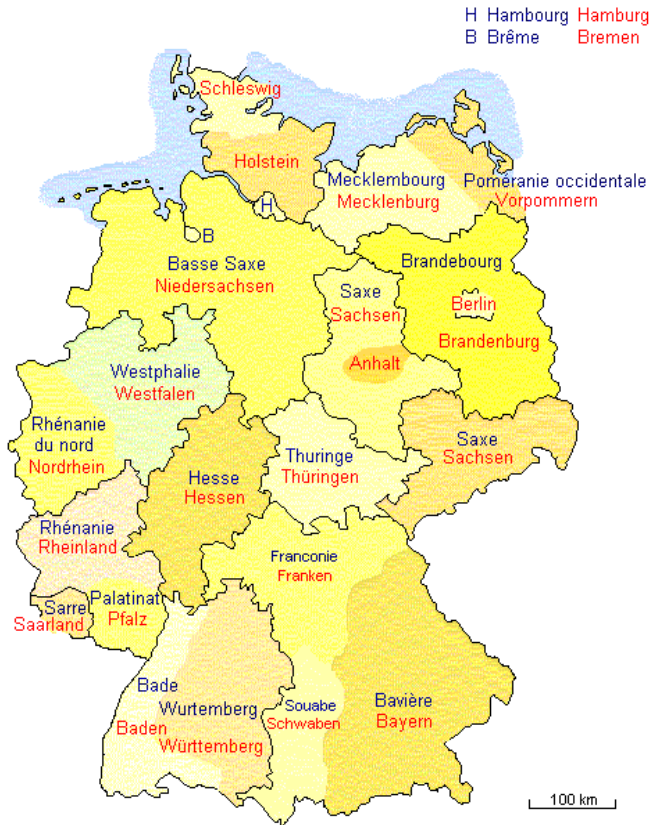 H Hambourg Hamburg
B Brême Bremen
Schleswig
Holstein
Mecklembourg
Mecklenburg
Poméranie occidentale
Vorpommern
H
B
Basse Saxe
Niedersachsen
Brandebourg
Berlin
Brandenburg
Saxe
Sachsen
Anhalt
Westphalie
Westfalen
Rhénanie
du nord
Nordrhein
Hesse
Hessen
Thuringe
Thüringen
Saxe
Sachsen
Rhénanie
Rheinland
Franconie
Franken
Sarre
Saarland
Palatinat
Pfalz
Bade
Wurtemberg
Baden
Württemberg
Souabe
Schwaben
Bavière
Bayern
100 km